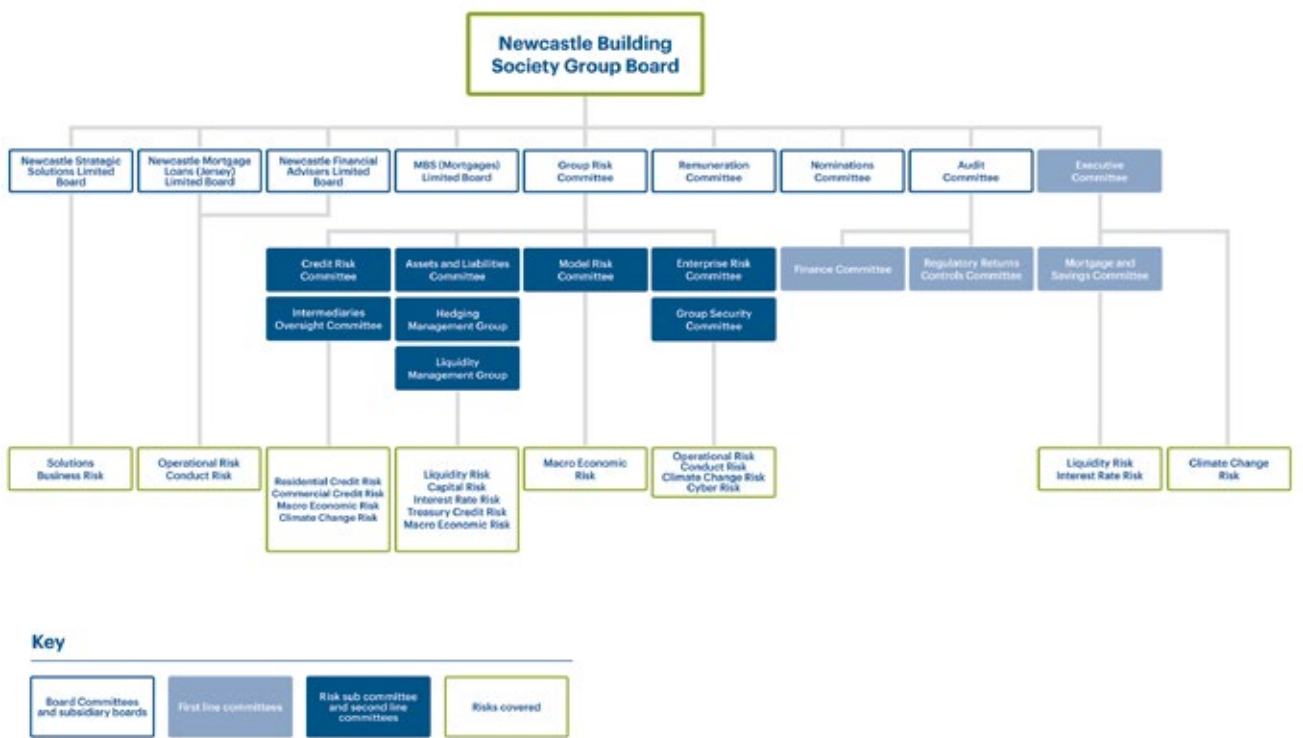 Newcastle Building
Society Group Board
Newcastle Strategic
Solutions Limited
Board
Newcastle Mortgage
Loans (Jersey)
Limited Board
Newcastle Financial
Advisers Limited
Board
MBS (Mortgages)
Limited Board
Group Risk
Committee
Remuneration
Committee
Nominations
Committee
Audit
Committee
Executive
Committee
Credit Risk
Committee
Assets and Liabilities
Committee
Model Risk
Committee
Enterprise Risk
Committee
Finance Committee
Regulatory Returns
Controls Committee
Mortgage and
Savings Committee
Intermediaries
Oversight Committee
Hedging
Management Group
Group Security
Committee
Liquidity
Management Group
Solutions
Business Risk
Operational Risk
Conduct Risk
Residential Credit Risk
Commercial Credit Risk
Macro Economic Risk
Climate Change Risk
Liquidity Risk
Capital Risk
Interest Rate Risk
Treasury Credit Risk
Macro Economic Risk
Macro Economic
Risk
Operational Risk
Conduct Risk
Climate Change Risk
Cyber Risk
Liquidity Risk
Interest Rate Risk
Climate Change
Risk
Key
Board Committees
and subsidiary boards
First line committees
Risk sub committee
and second line
committees
Risks covered